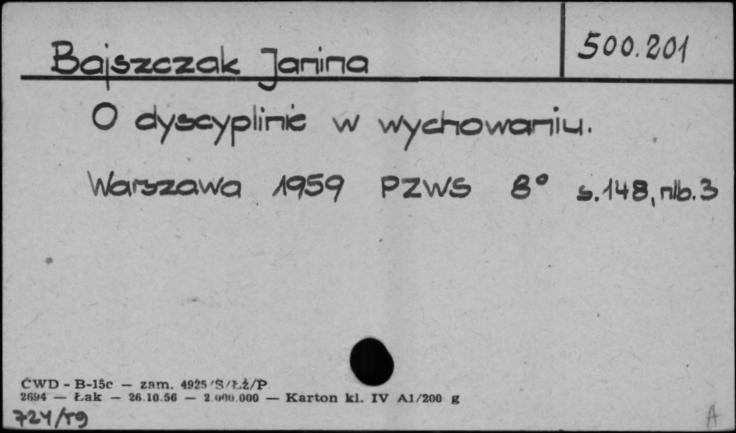 Bajszczak Janina
500.201
O dyscyplinie w wychowaniu.
Warszawa 1959 PZWS 8° s.148, nlb.3
CWD - B-15c — zam. 4925/S/Łż/P
2694 — Łak — 26.10.56 — 2.000.000 — Karton kl. IV A1/200 g
724/59
A